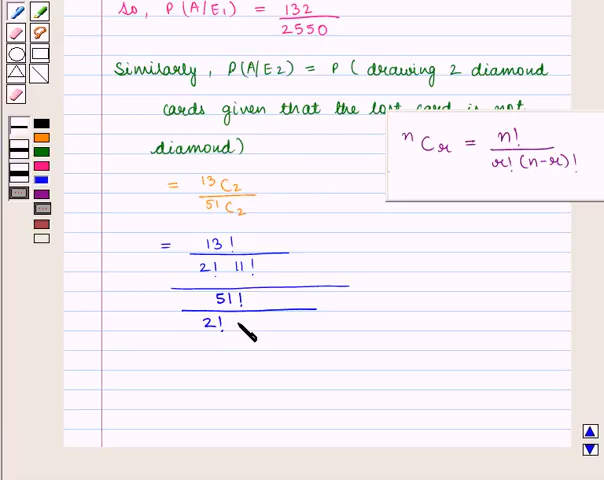 So, P (A/E1) = 132 / 2550
Similarly, P(A/E2) = P ( drawing 2 diamond
cards given that the lost card is not
diamond)
= 13C2 / 51C2
= 13! / 2! 11!
51! / 2!
nCr = n! / r! (n-r)!